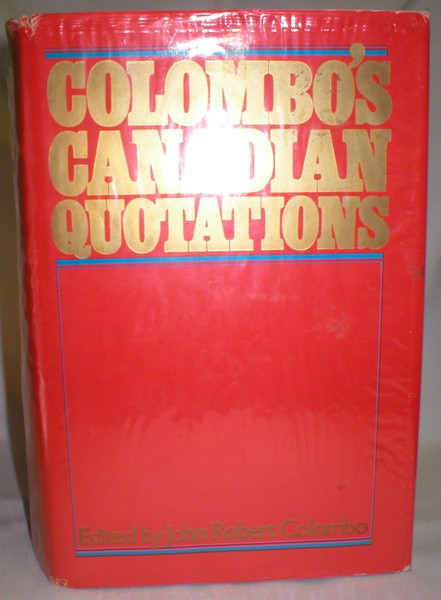 COLOMBO'S
CANADIAN
QUOTATIONS
Edited by John Robert Colombo